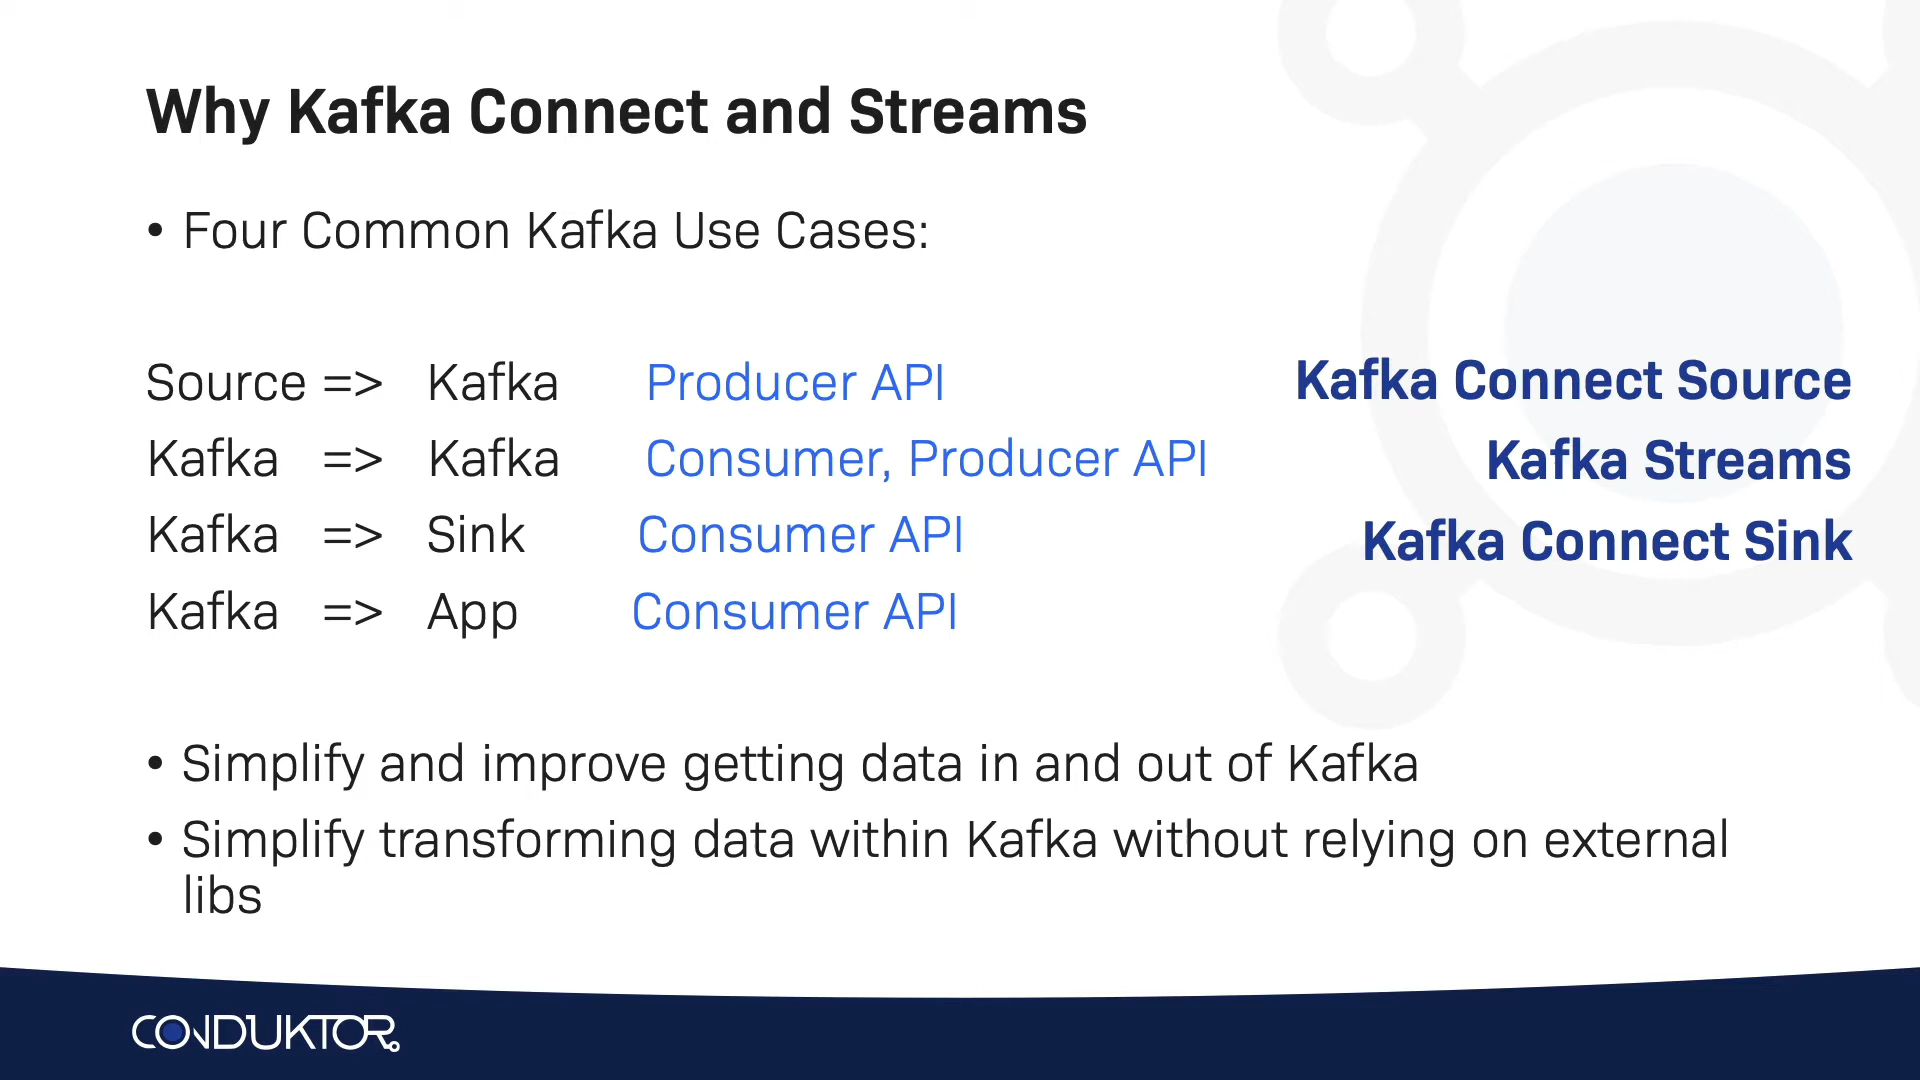 Why Kafka Connect and Streams
• Four Common Kafka Use Cases:
Source => Kafka Producer API Kafka Connect Source
Kafka => Kafka Consumer, Producer API Kafka Streams
Kafka => Sink Consumer API Kafka Connect Sink
Kafka => App Consumer API
• Simplify and improve getting data in and out of Kafka
• Simplify transforming data within Kafka without relying on external
libs
CONDUKTOR